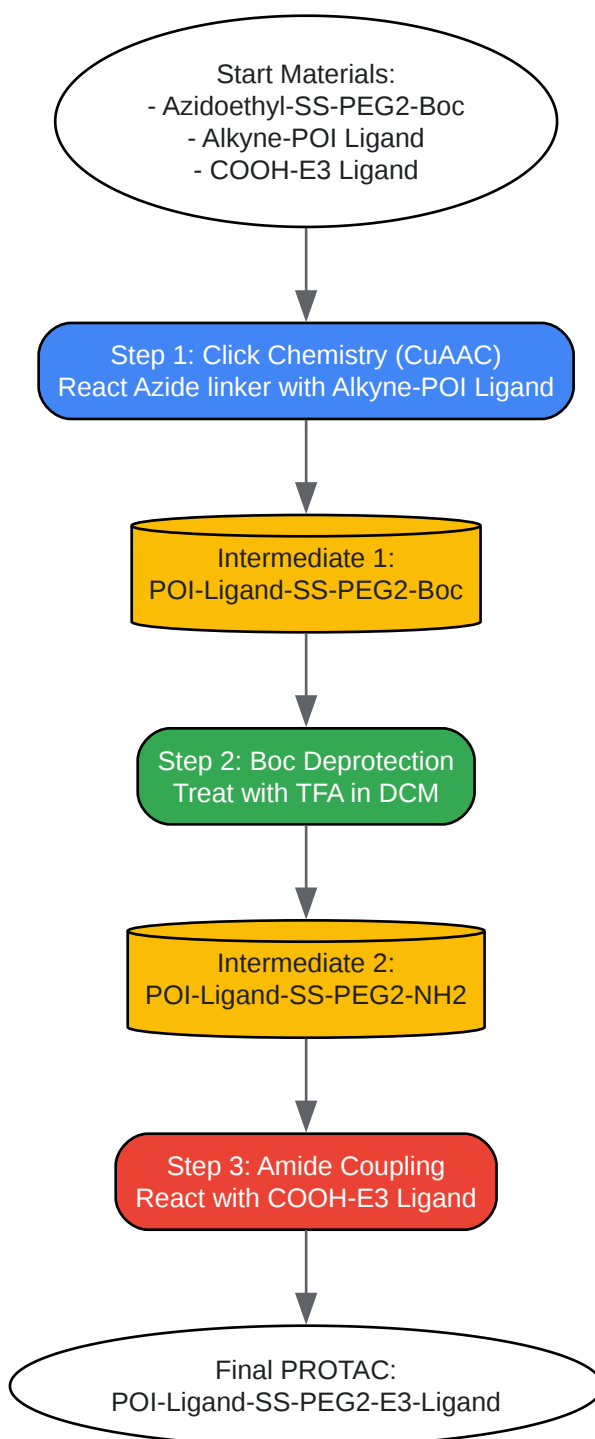 Start Materials:
- Azidoethyl-SS-PEG2-Boc
- Alkyne-POI Ligand
- COOH-E3 Ligand
Step 1: Click Chemistry (CuAAC)
React Azide linker with Alkyne-POI Ligand
Intermediate 1:
POI-Ligand-SS-PEG2-Boc
Step 2: Boc Deprotection
Treat with TFA in DCM
Intermediate 2:
POI-Ligand-SS-PEG2-NH2
Step 3: Amide Coupling
React with COOH-E3 Ligand
Final PROTAC:
POI-Ligand-SS-PEG2-E3-Ligand